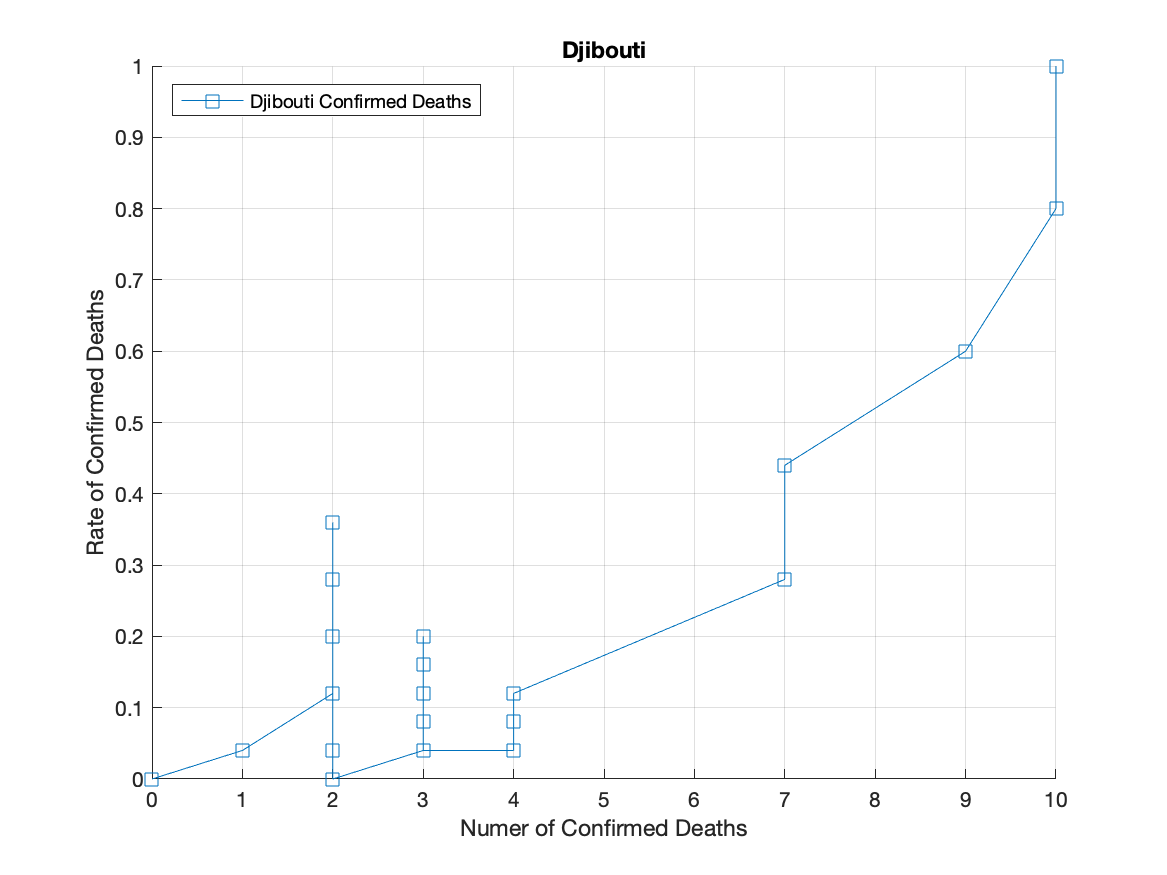 Djibouti
Djibouti Confirmed Deaths
1
0.9
0.8
0.7
0.6
0.5
0.4
0.3
0.2
0.1
0
Rate of Confirmed Deaths
0 1 2 3 4 5 6 7 8 9 10
Numer of Confirmed Deaths